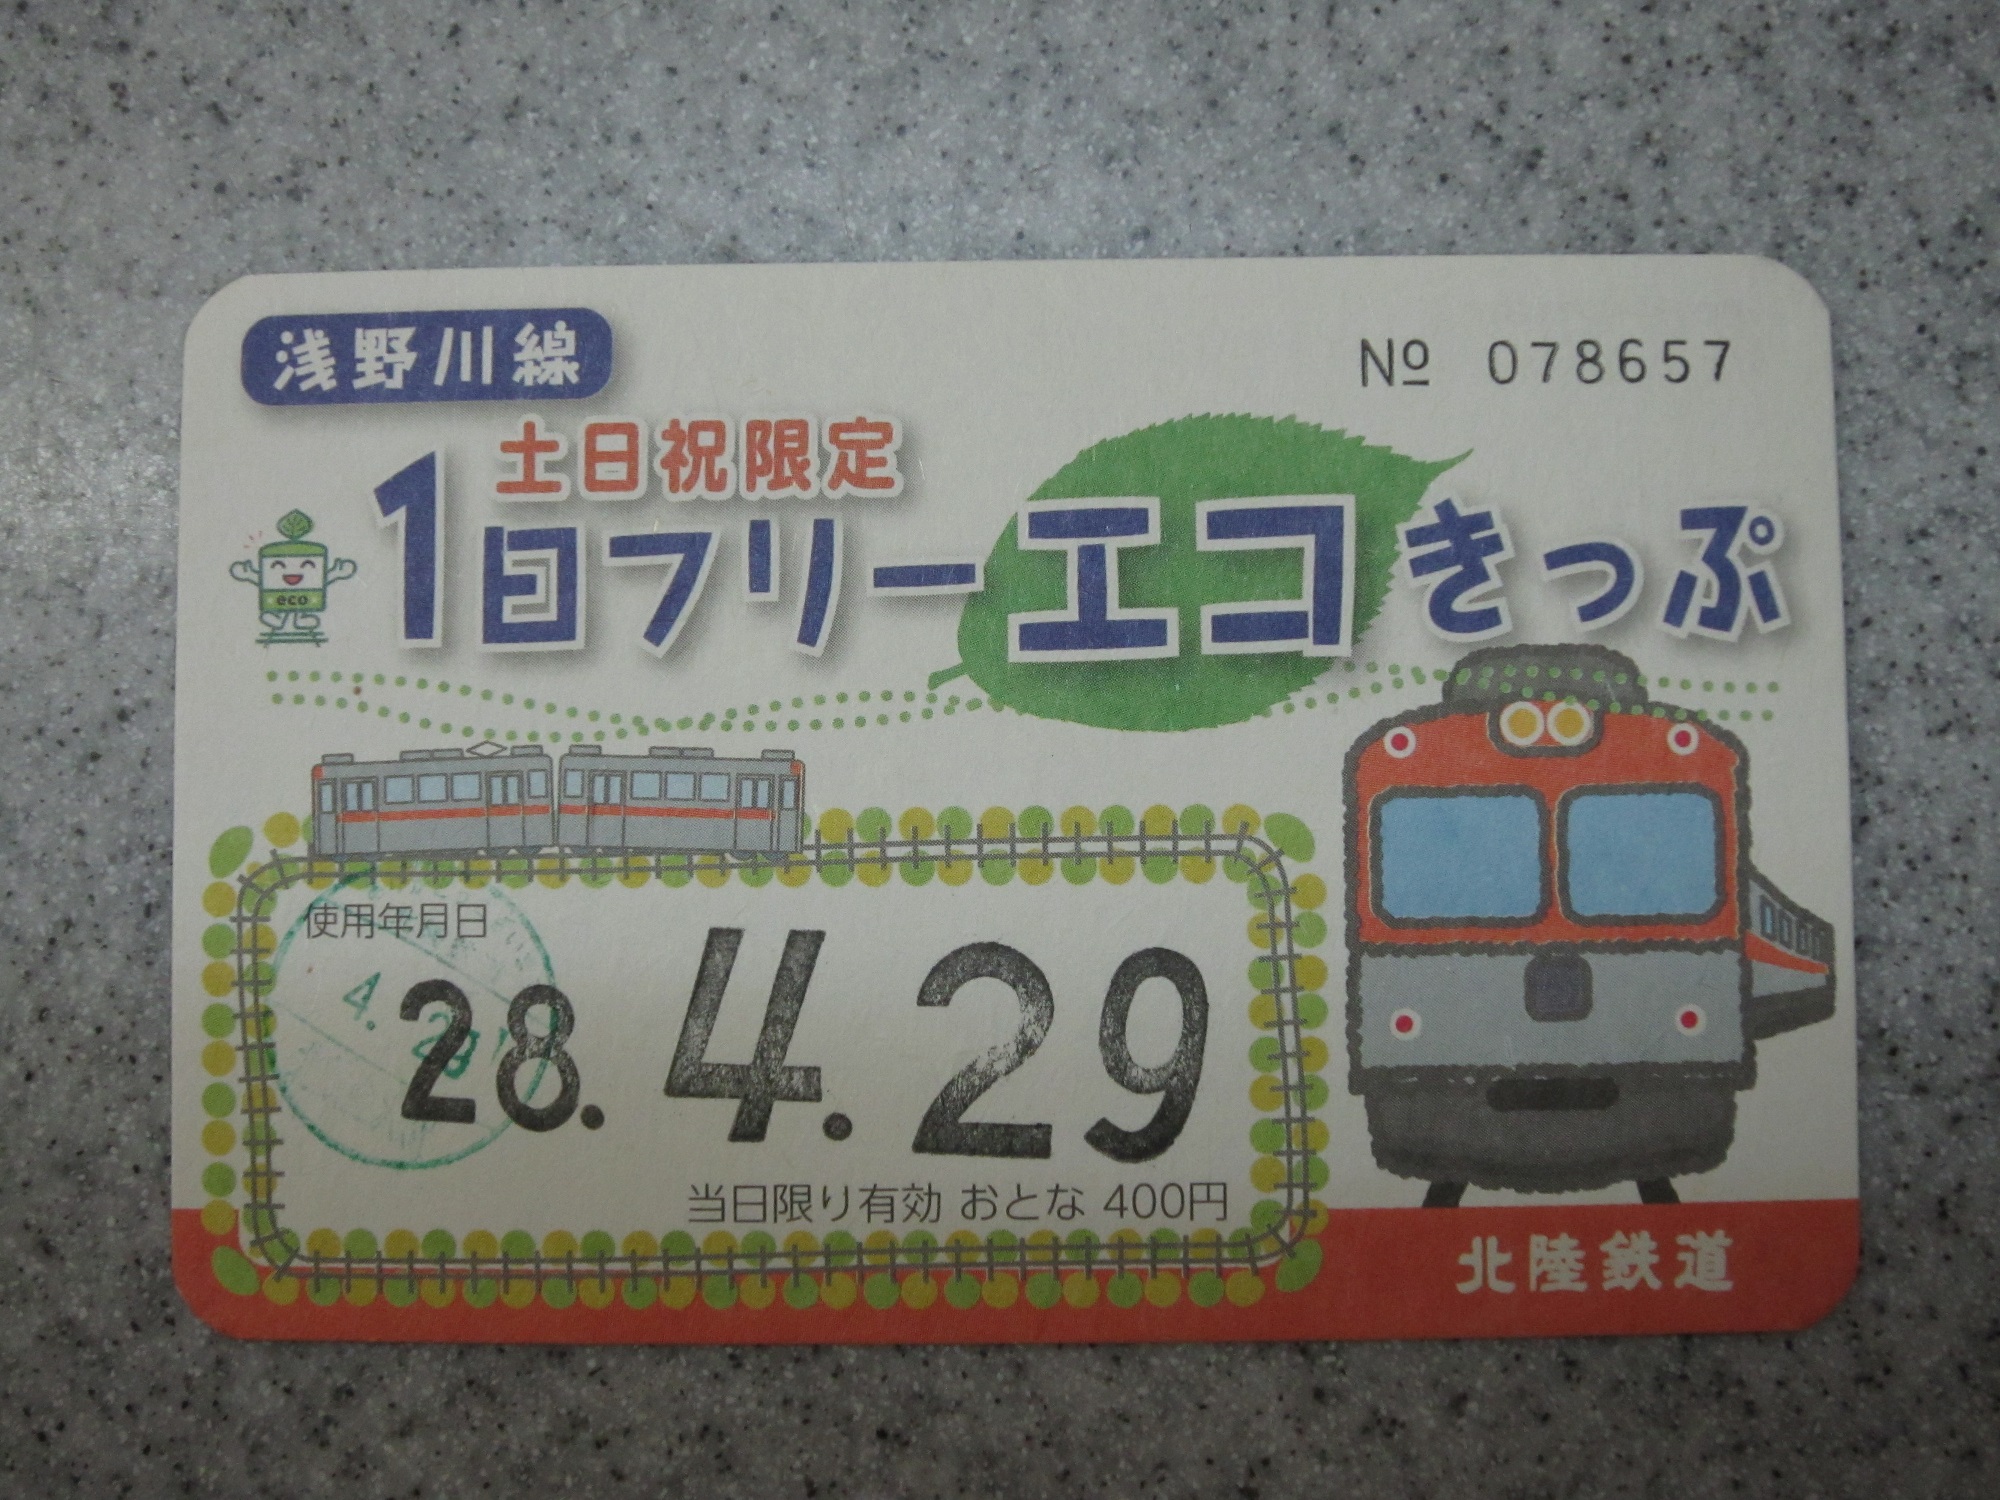 浅野川線
№ 078657
土日祝限定
1日フリーエコきっぷ
eco
使用年月日
4.29
28.4.29
当日限り有効 おとな 400円
北陸鉄道